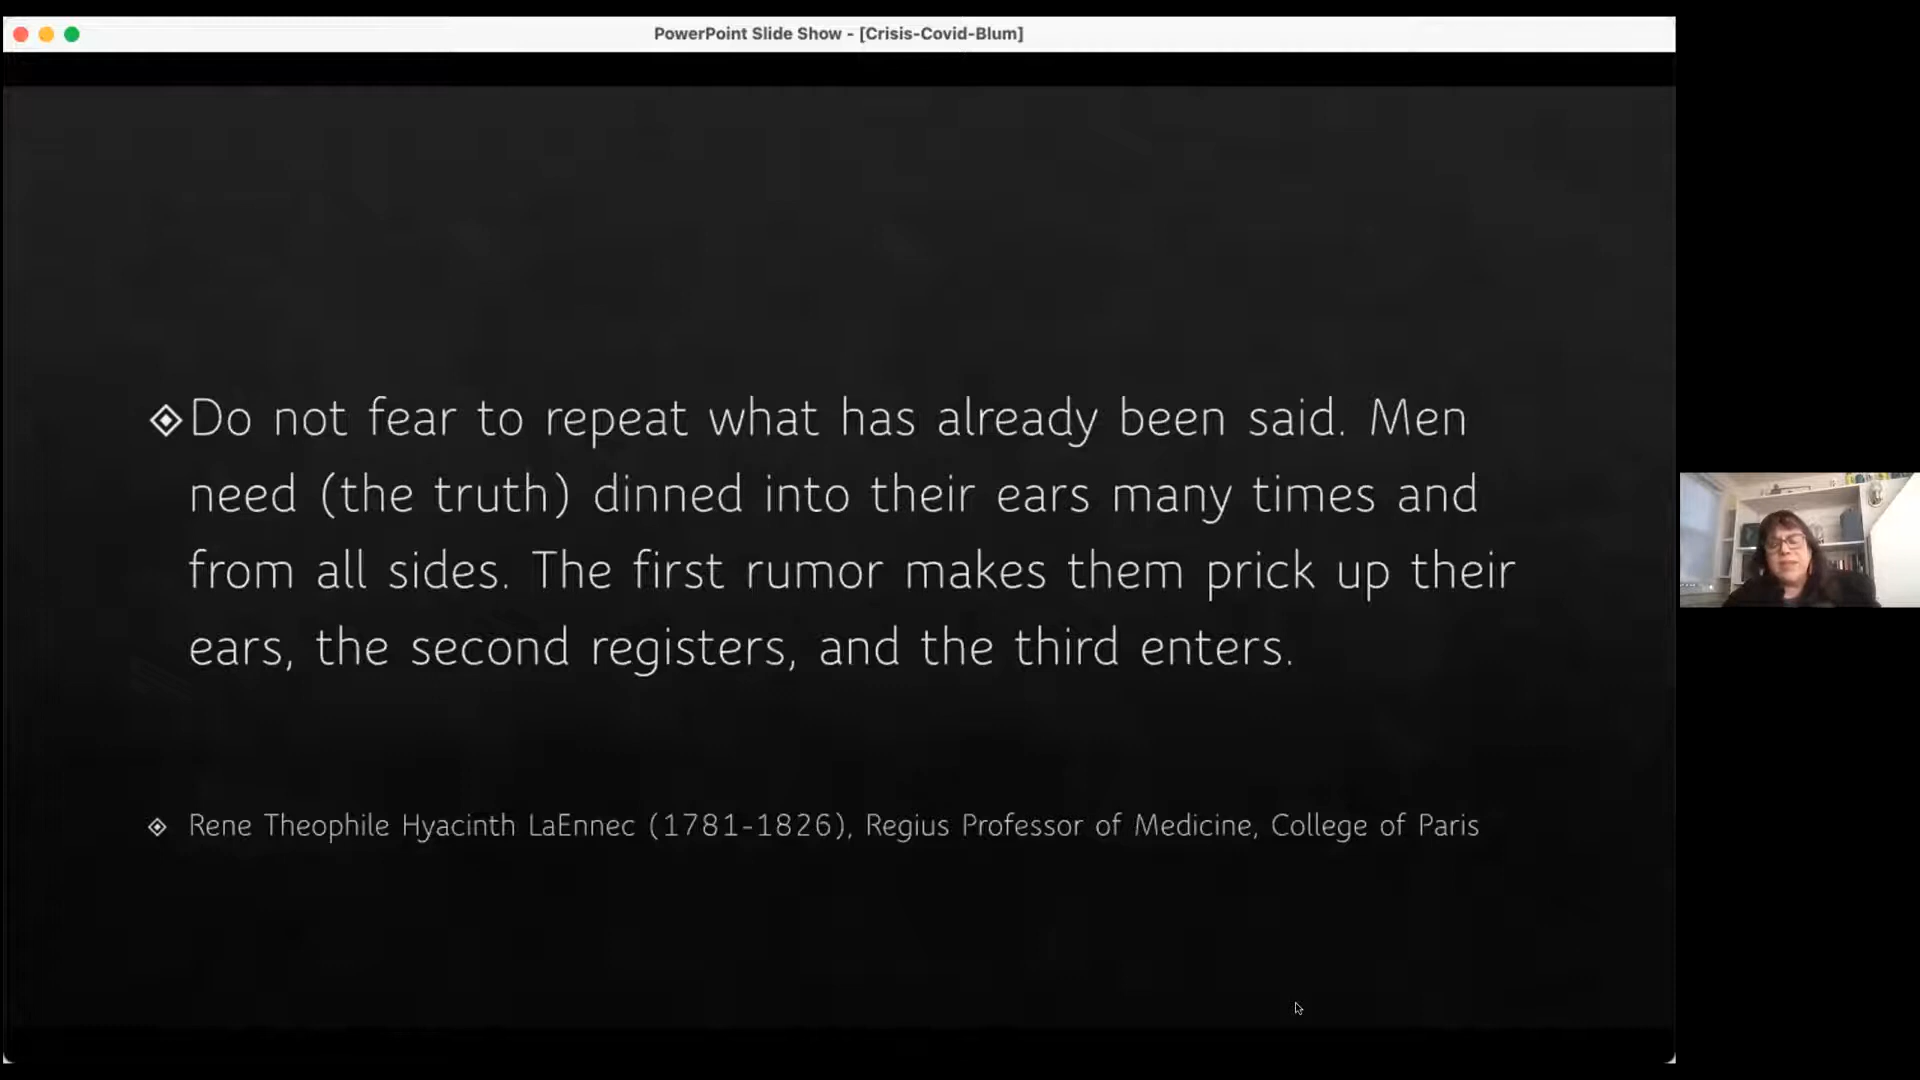 PowerPoint Slide Show - [Crisis-Covid-Blum]
Do not fear to repeat what has already been said. Men
need (the truth) dinned into their ears many times and
from all sides. The first rumor makes them prick up their
ears, the second registers, and the third enters.
Rene Theophile Hyacinth LaEnnec (1781-1826), Regius Professor of Medicine, College of Paris